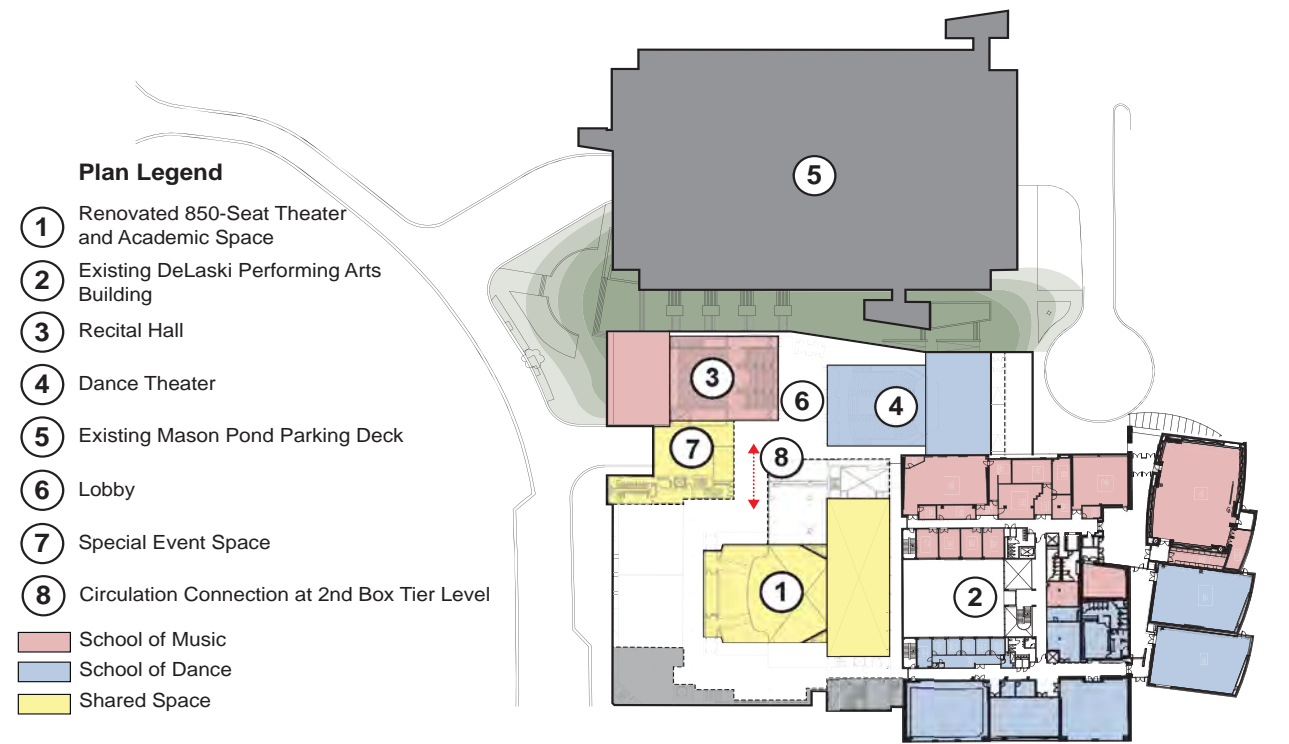 Plan Legend
1 Renovated 850-Seat Theater
and Academic Space
2 Existing DeLaski Performing Arts
Building
3 Recital Hall
4 Dance Theater
5 Existing Mason Pond Parking Deck
6 Lobby
7 Special Event Space
8 Circulation Connection at 2nd Box Tier Level
School of Music
School of Dance
Shared Space
5
3
6
4
7
8
1
2